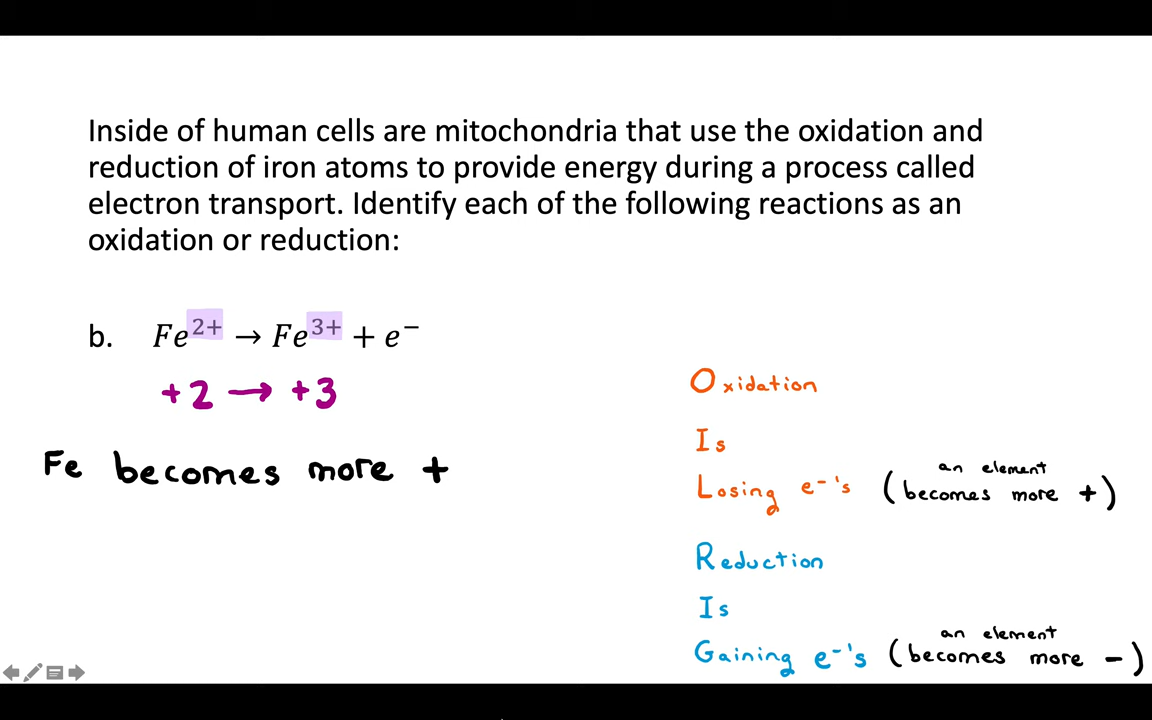 Inside of human cells are mitochondria that use the oxidation and
reduction of iron atoms to provide energy during a process called
electron transport. Identify each of the following reactions as an
oxidation or reduction:
b. Fe²⁺ → Fe³⁺ + e⁻
+2 → +3
Fe becomes more +
Oxidation
Is
Losing e⁻'s (an element becomes more +)
Reduction
Is
Gaining e⁻'s (an element becomes more −)